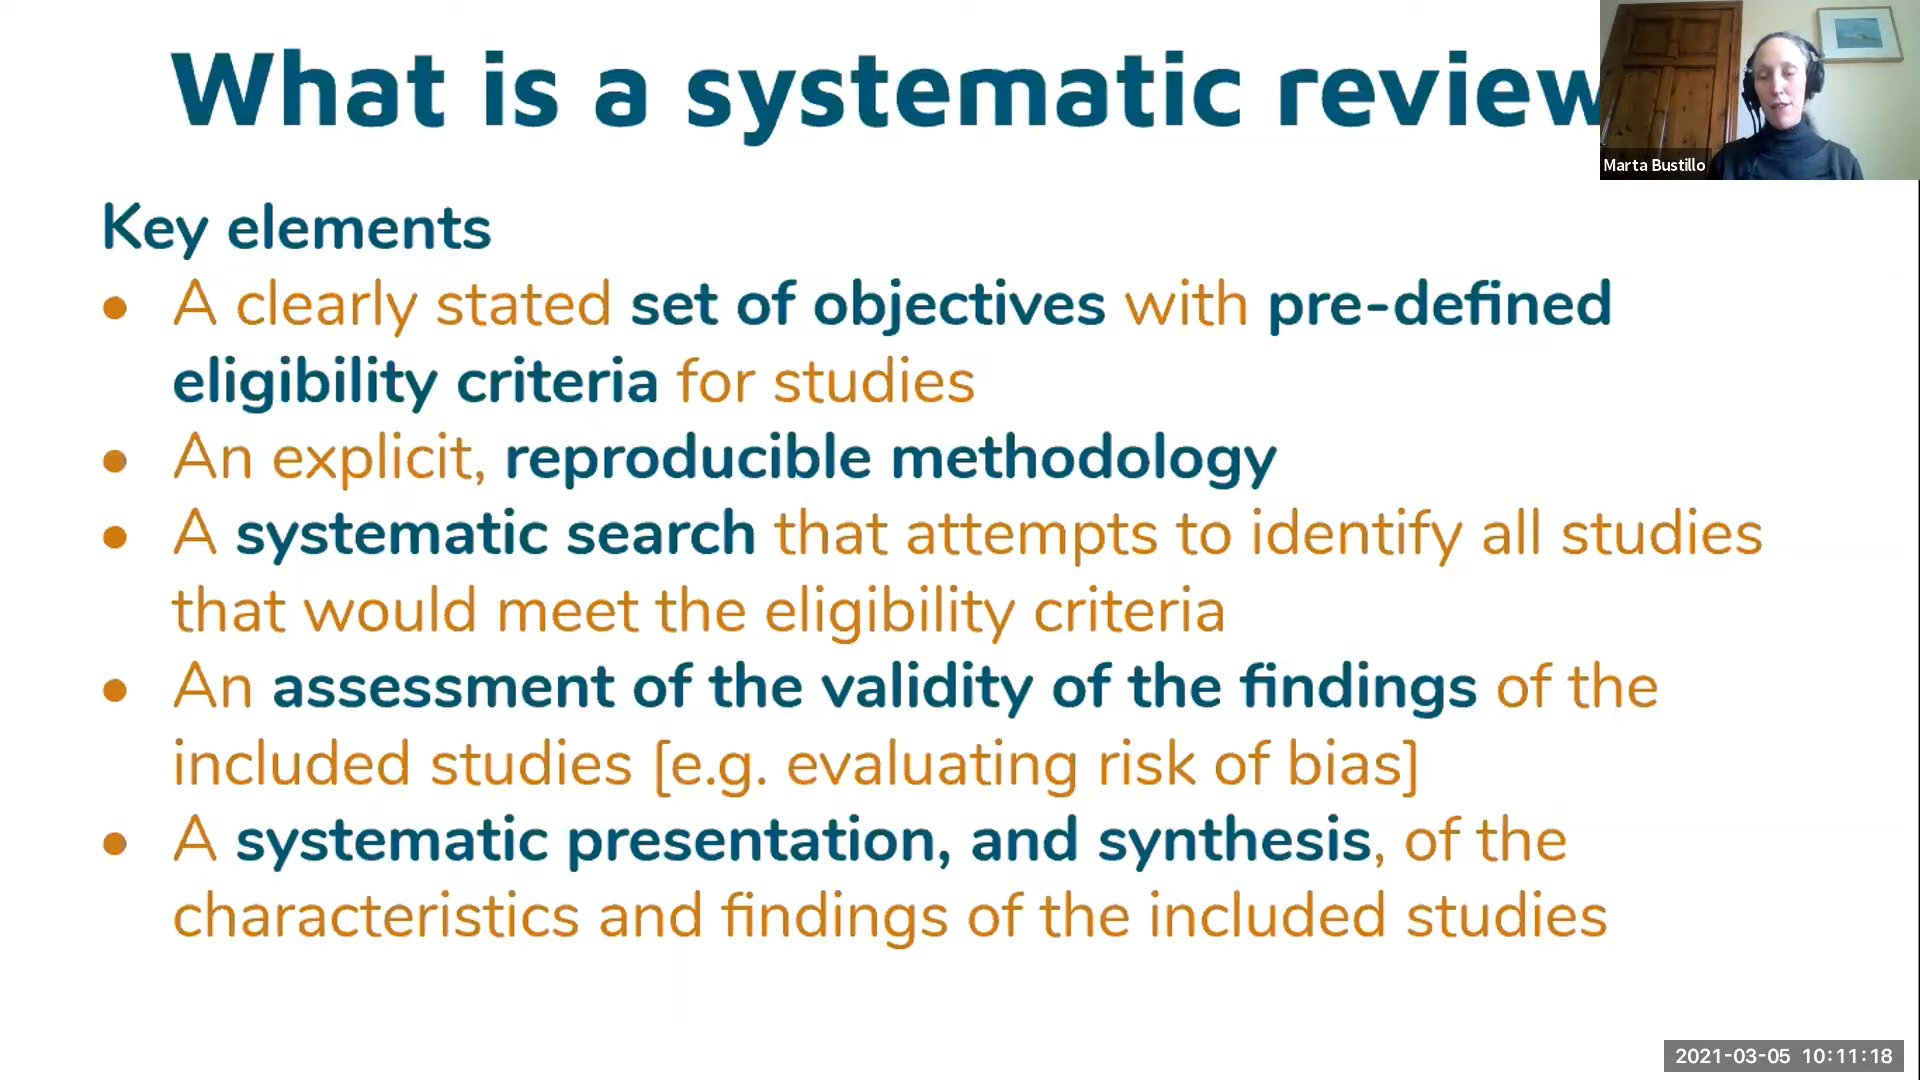 What is a systematic review
Marta Bustillo
Key elements
• A clearly stated set of objectives with pre-defined
eligibility criteria for studies
• An explicit, reproducible methodology
• A systematic search that attempts to identify all studies
that would meet the eligibility criteria
• An assessment of the validity of the findings of the
included studies [e.g. evaluating risk of bias]
• A systematic presentation, and synthesis, of the
characteristics and findings of the included studies
2021-03-05 10:11:18